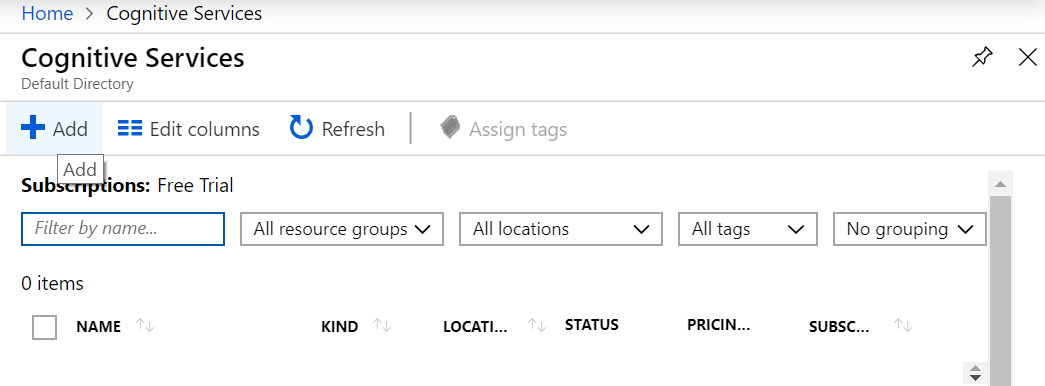 Home > Cognitive Services
Cognitive Services
Default Directory
Add Edit columns Refresh Assign tags
Add
Subscriptions: Free Trial
Filter by name... All resource groups All locations All tags No grouping
0 items
NAME KIND LOCATI... STATUS PRICIN... SUBSC...